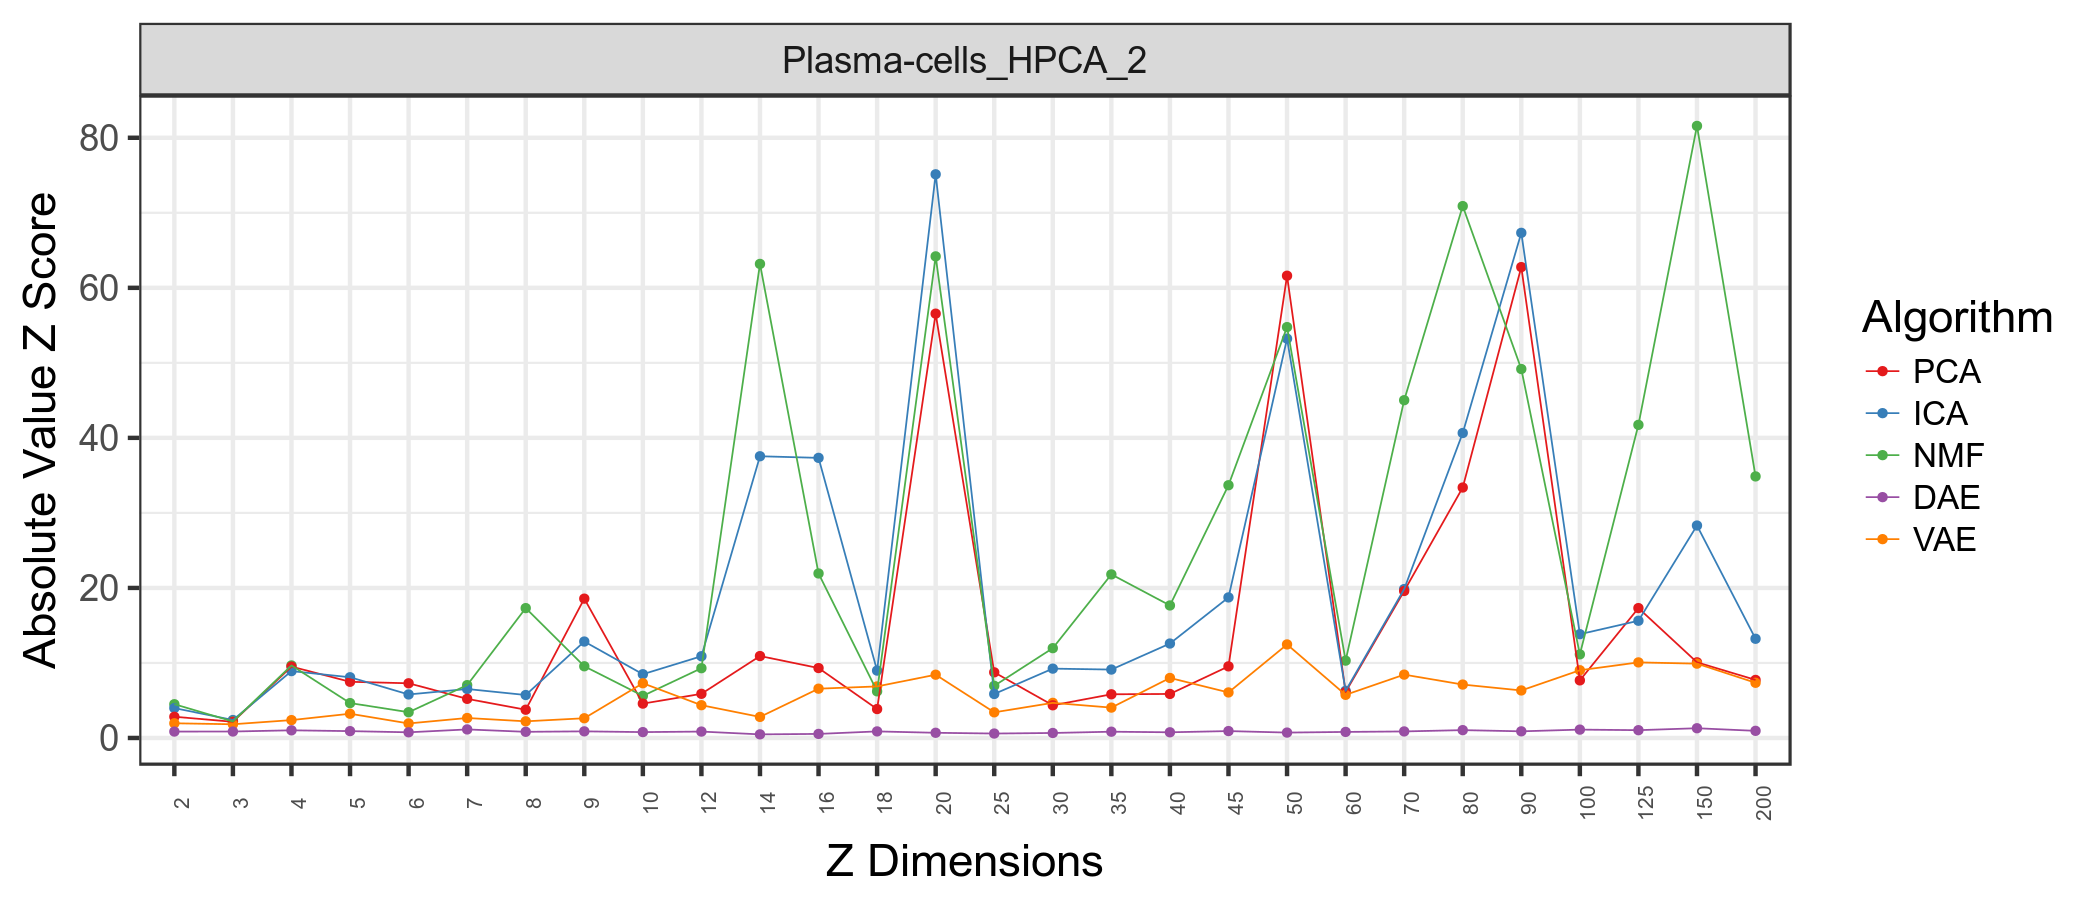 Plasma-cells_HPCA_2
Absolute Value Z Score
80
60
40
20
0
2 3 4 5 6 7 8 9 10 12 14 16 18 20 25 30 35 40 45 50 60 70 80 90 100 125 150 200
Z Dimensions
Algorithm
PCA
ICA
NMF
DAE
VAE